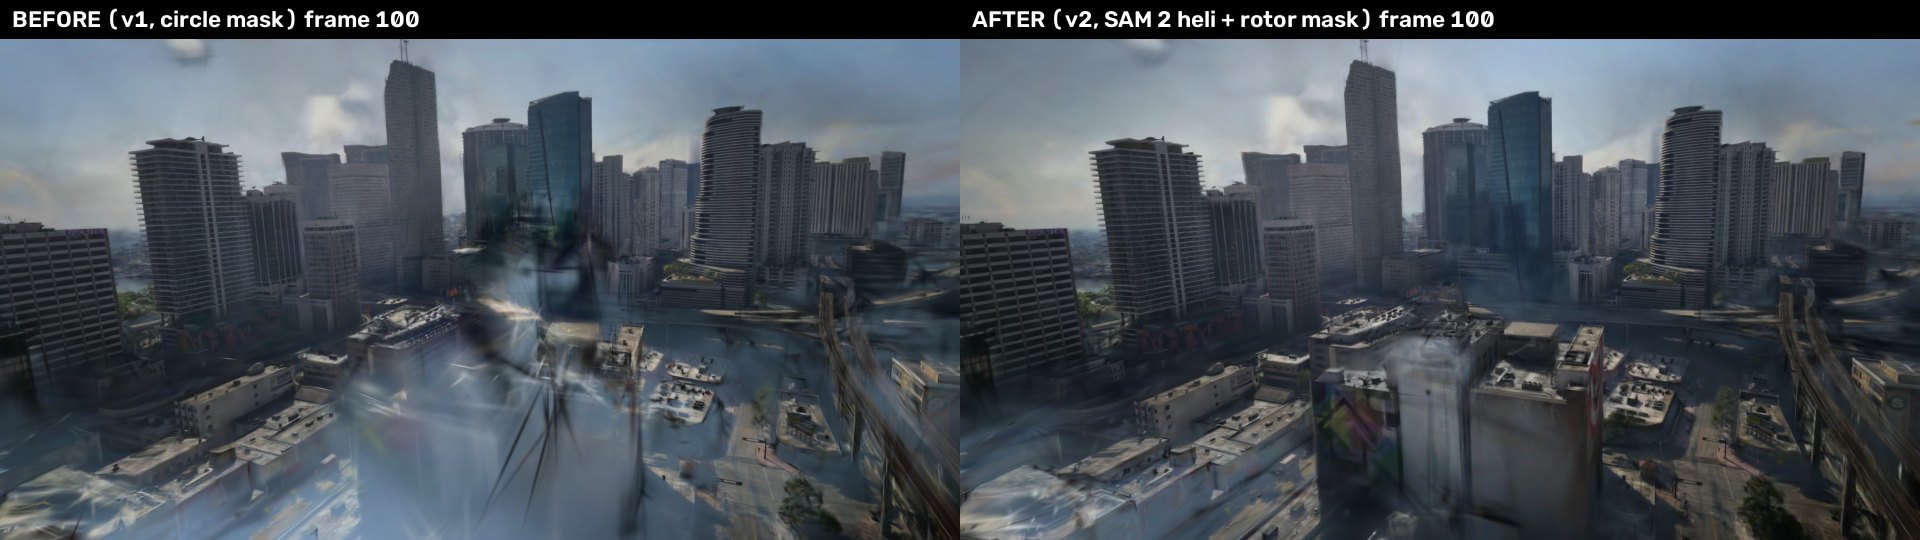 BEFORE (v1, circle mask) frame 100
AFTER (v2, SAM 2 heli + rotor mask) frame 100